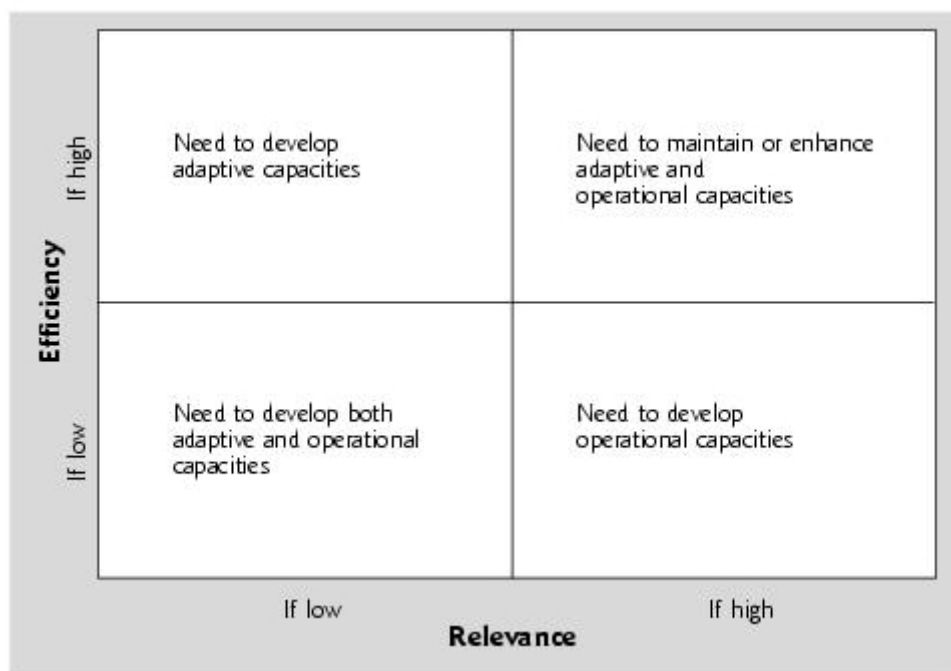 Need to develop
adaptive capacities
Need to maintain or enhance
adaptive and
operational capacities
If high
Efficiency
Need to develop both
adaptive and operational
capacities
Need to develop
operational capacities
If low
If low
If high
Relevance